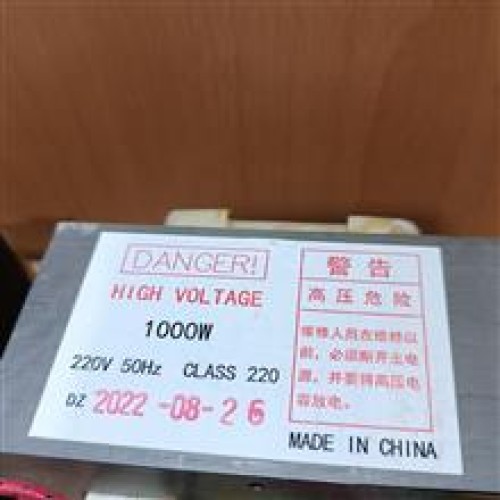 DANGER!
HIGH VOLTAGE
1000W
220V 50Hz CLASS 220
DZ 2022-08-26
警告
高压危险
维修人员在维修以
前，必须断开主电
源，并要将高压电
容放电。
MADE IN CHINA